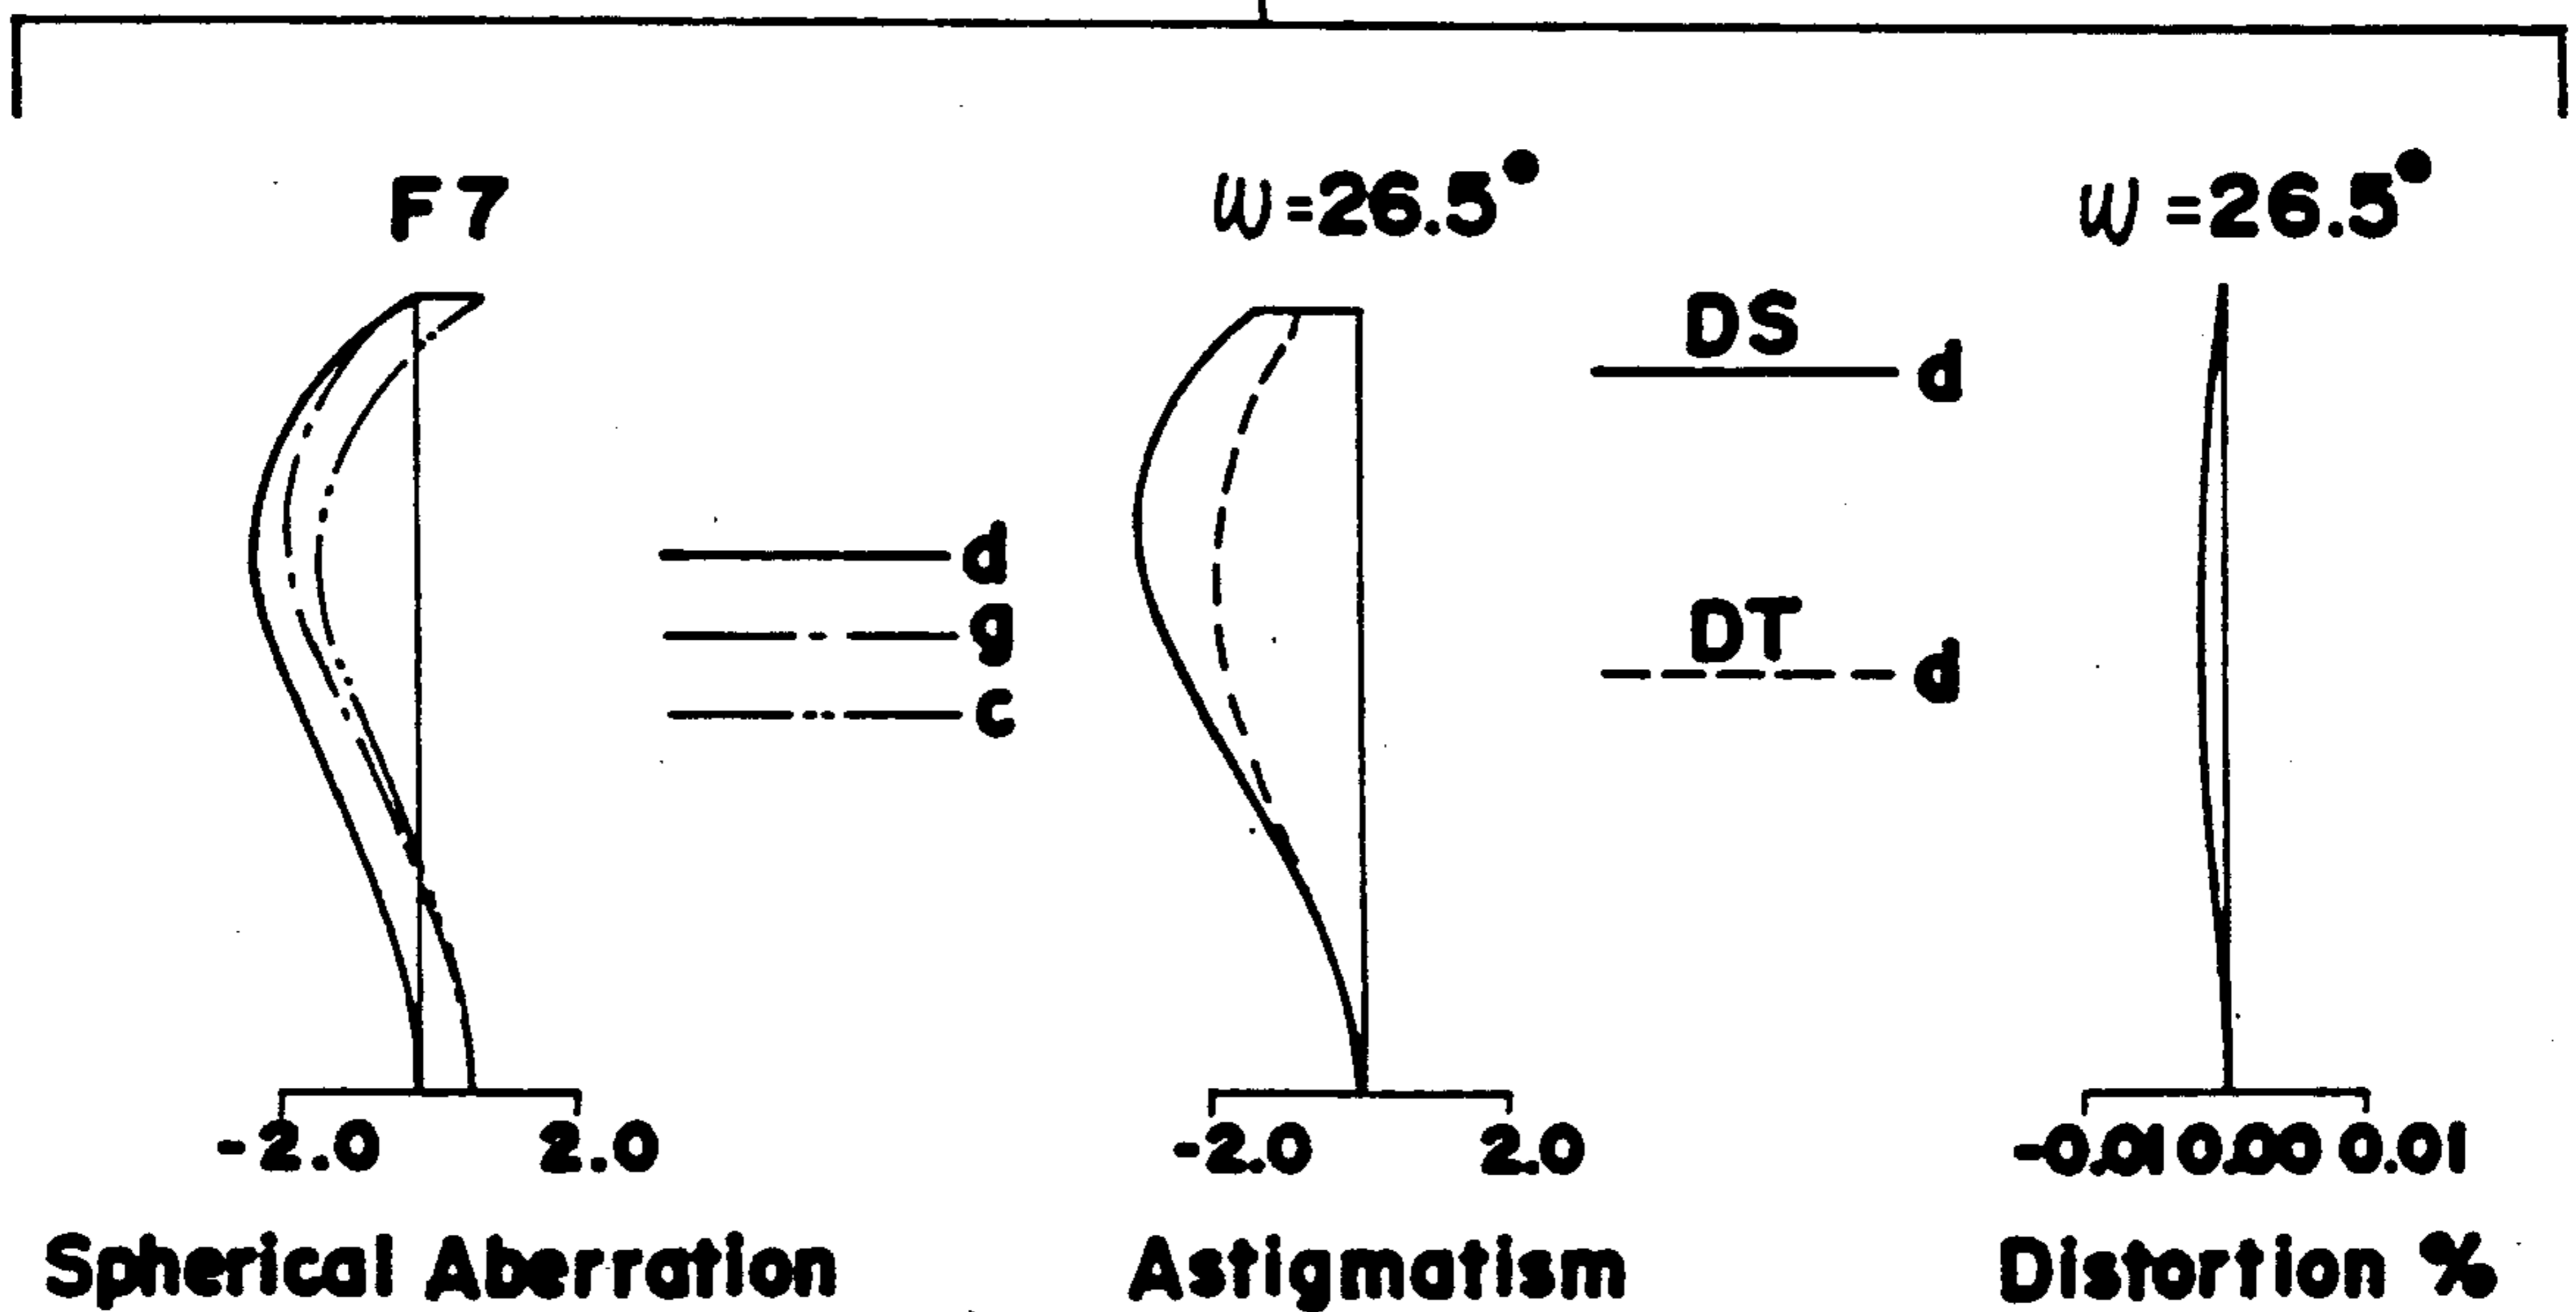 F7
ω=26.5°
ω=26.5°
d
g
c
DS
d
DT
d
-2.0 2.0
-2.0 2.0
-0.01 0.00 0.01
Spherical Aberration
Astigmatism
Distortion %